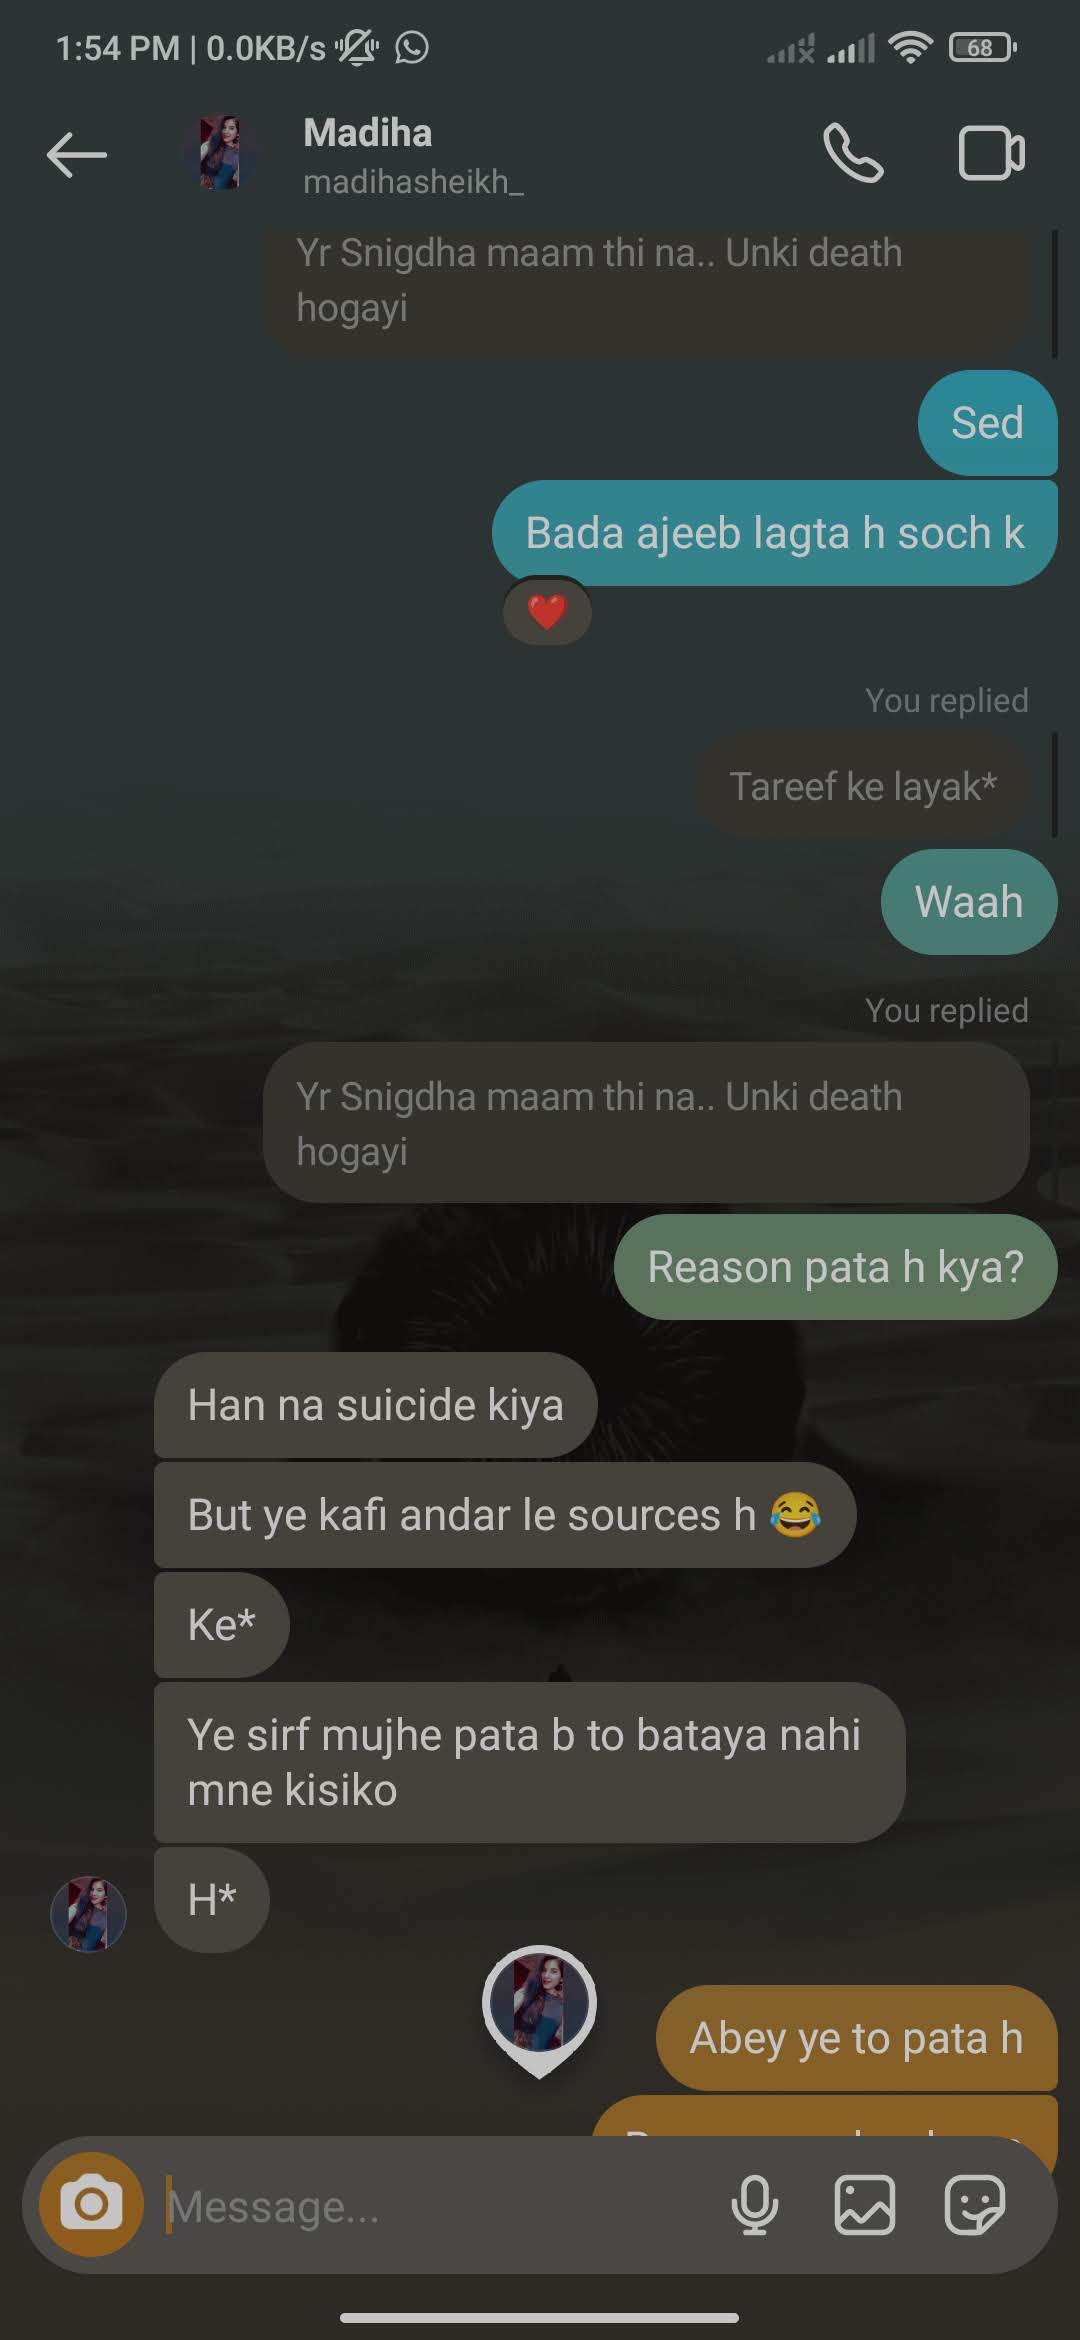 1:54 PM | 0.0KB/s
68
Madiha
madihasheikh_
Yr Snigdha maam thi na.. Unki death
hogayi
Sed
Bada ajeeb lagta h soch k
❤️
You replied
Tareef ke layak*
Waah
You replied
Yr Snigdha maam thi na.. Unki death
hogayi
Reason pata h kya?
Han na suicide kiya
But ye kafi andar le sources h 😂
Ke*
Ye sirf mujhe pata b to bataya nahi
mne kisiko
H*
Abey ye to pata h
Message...